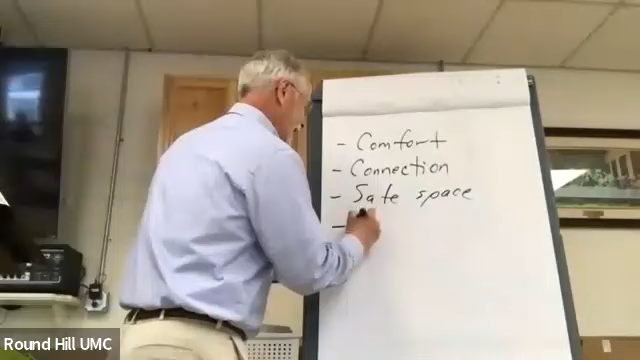 - Comfort
- Connection
- Safe space
-
Round Hill UMC